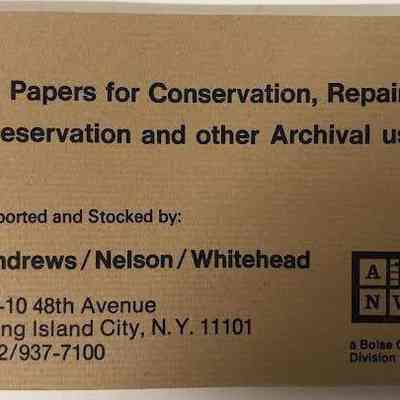 Papers for Conservation, Repair
eservation and other Archival us
ported and Stocked by:
ndrews/Nelson/Whitehead
-10 48th Avenue
ng Island City, N.Y. 11101
2/937-7100
A
N
a Boise C
Division